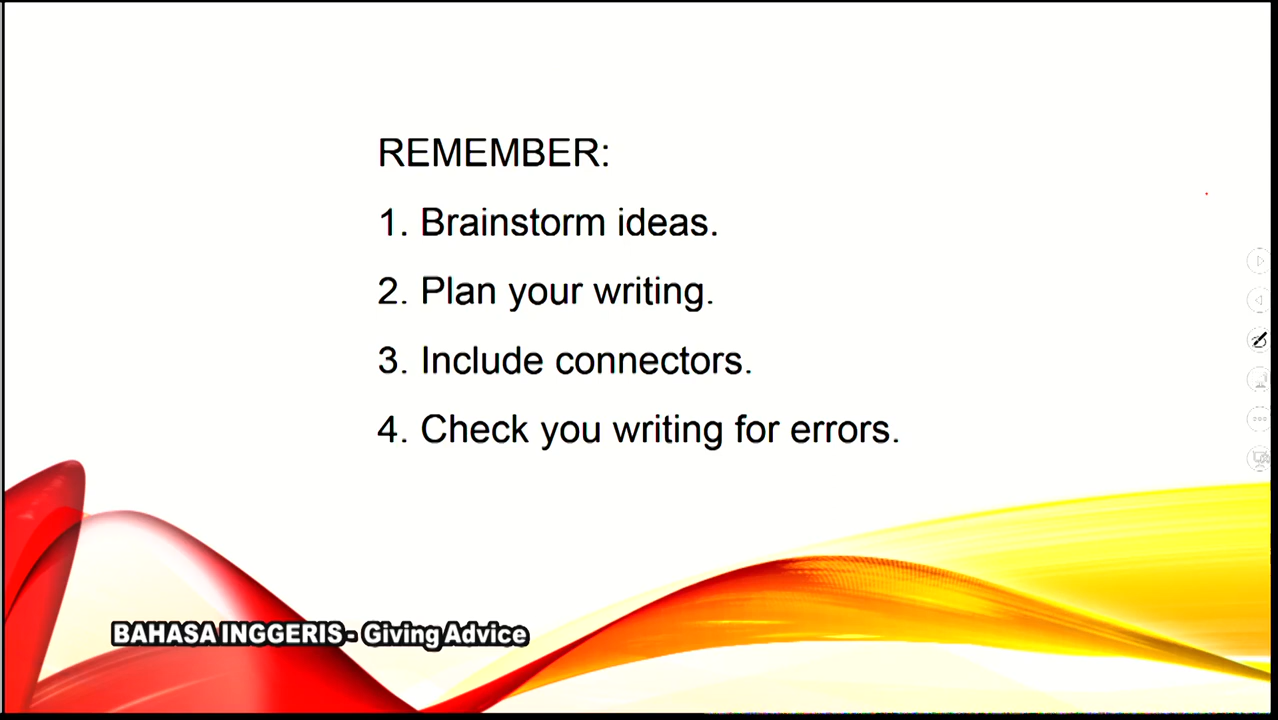 REMEMBER:
1. Brainstorm ideas.
2. Plan your writing.
3. Include connectors.
4. Check you writing for errors.
BAHASA INGGERIS - Giving Advice